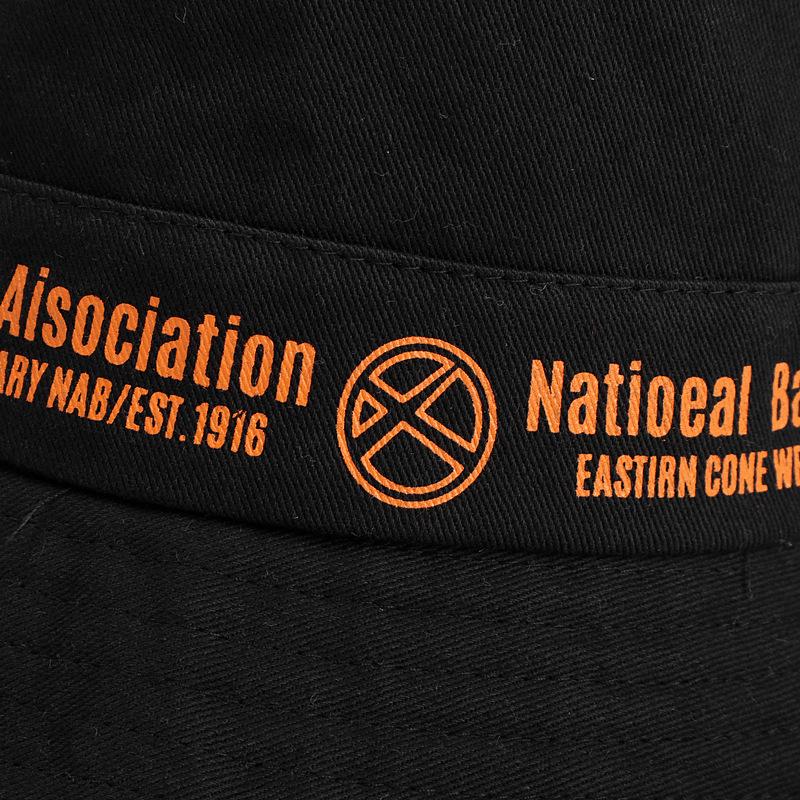 Aisociation
ARY NAB/EST. 1916
Natioeal Ba
EASTIRN CONE WE